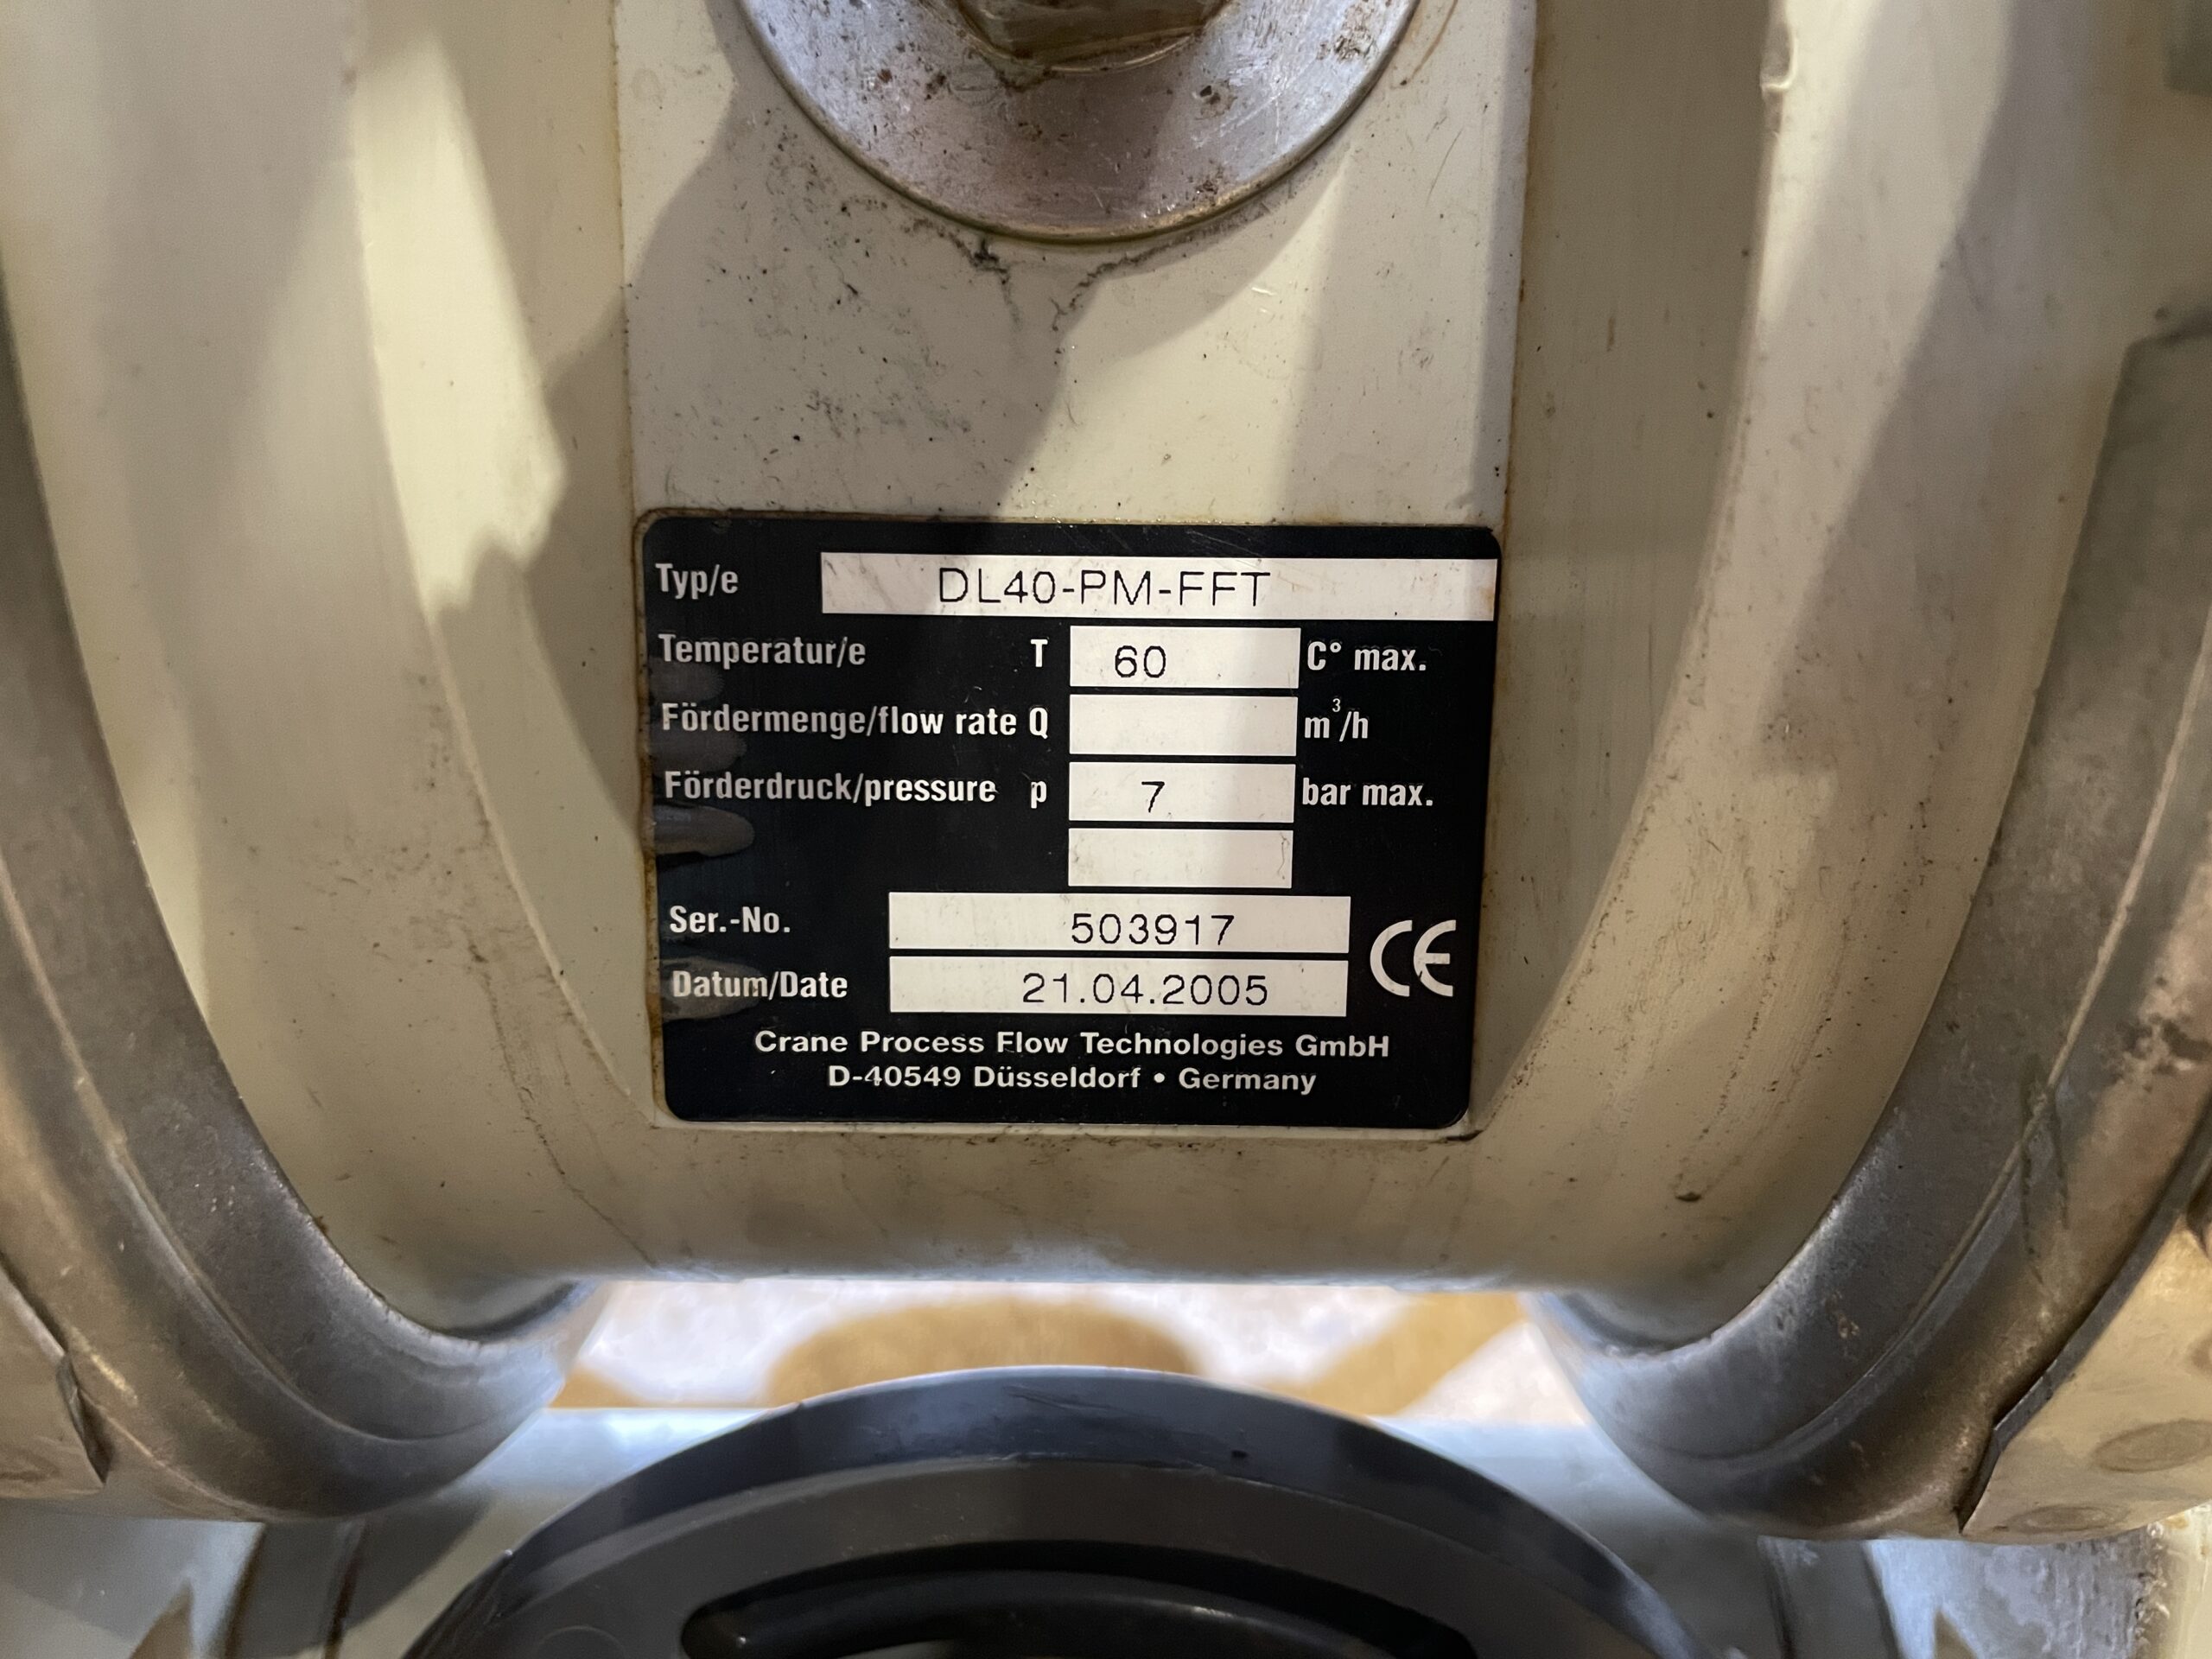 Typ/e DL40-PM-FFT
Temperatur/e T 60 C° max.
Fördermenge/flow rate Q m³/h
Förderdruck/pressure p 7 bar max.
Ser.-No. 503917
Datum/Date 21.04.2005 CE
Crane Process Flow Technologies GmbH
D-40549 Düsseldorf • Germany